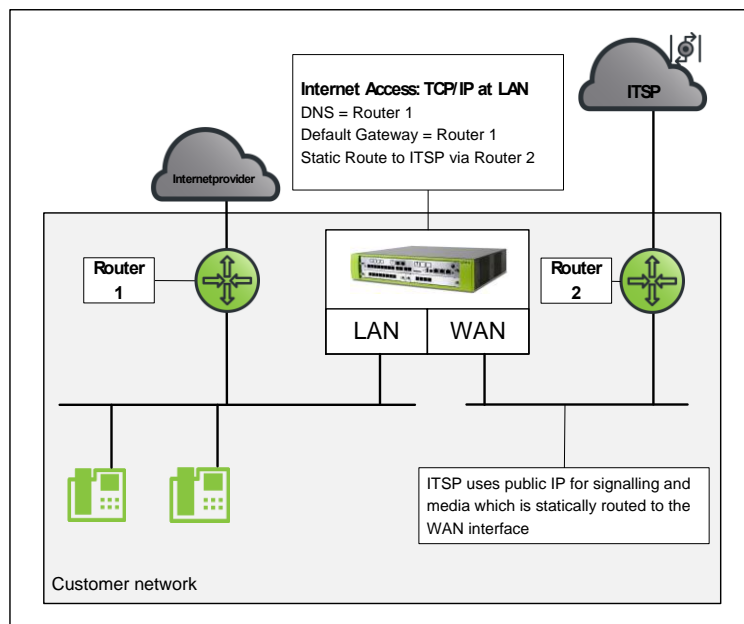 Internet Access: TCP/IP at LAN
DNS = Router 1
Default Gateway = Router 1
Static Route to ITSP via Router 2
ITSP
Internetprovider
Router
1
Router
2
LAN
WAN
ITSP uses public IP for signalling and
media which is statically routed to the
WAN interface
Customer network